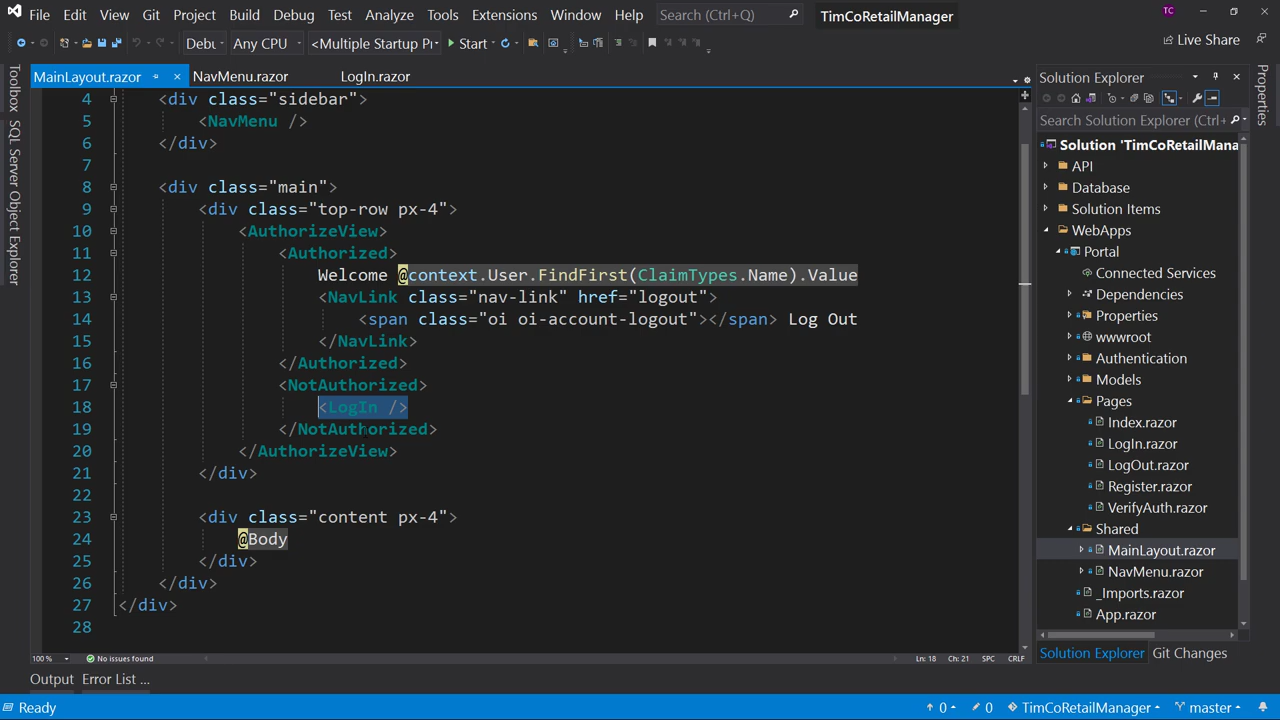 File Edit View Git Project Build Debug Test Analyze Tools Extensions Window Help Search (Ctrl+Q) TimCoRetailManager TC
Debu Any CPU <Multiple Startup Pr Start Live Share
MainLayout.razor NavMenu.razor LogIn.razor
Toolbox
SQL Server Object Explorer
4 <div class="sidebar">
5 <NavMenu />
6 </div>
7
8 <div class="main">
9 <div class="top-row px-4">
10 <AuthorizeView>
11 <Authorized>
12 Welcome @context.User.FindFirst(ClaimTypes.Name).Value
13 <NavLink class="nav-link" href="logout">
14 <span class="oi oi-account-logout"></span> Log Out
15 </NavLink>
16 </Authorized>
17 <NotAuthorized>
18 <LogIn />
19 </NotAuthorized>
20 </AuthorizeView>
21 </div>
22
23 <div class="content px-4">
24 @Body
25 </div>
26 </div>
27 </div>
28
100 % No issues found Ln: 18 Ch: 21 SPC CRLF
Output Error List ...
Solution Explorer
Search Solution Explorer (Ctrl+
Solution 'TimCoRetailMana
API
Database
Solution Items
WebApps
Portal
Connected Services
Dependencies
Properties
wwwroot
Authentication
Models
Pages
Index.razor
LogIn.razor
LogOut.razor
Register.razor
VerifyAuth.razor
Shared
MainLayout.razor
NavMenu.razor
_Imports.razor
App.razor
Solution Explorer Git Changes
Properties
Ready 0 0 TimCoRetailManager master